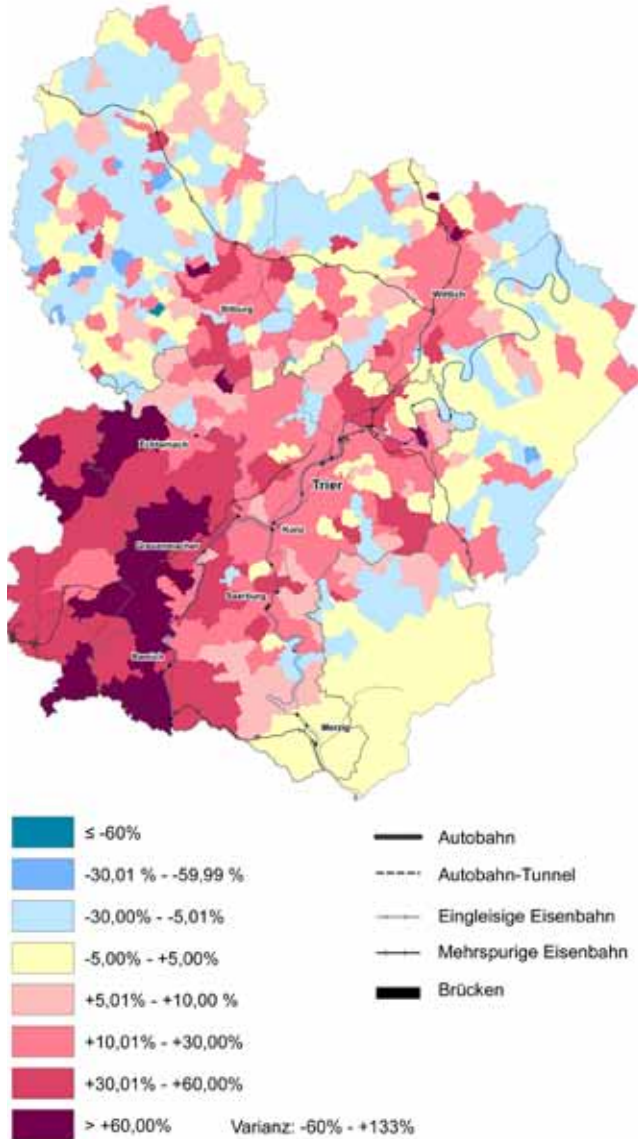 Bitburg
Wittlich
Echternach
Trier
Konz
Grevenmacher
Saarburg
Remich
Merzig
≤ -60%
-30,01 % - -59,99 %
-30,00% - -5,01%
-5,00% - +5,00%
+5,01% - +10,00 %
+10,01% - +30,00%
+30,01% - +60,00%
> +60,00% Varianz: -60% - +133%
Autobahn
Autobahn-Tunnel
Eingleisige Eisenbahn
Mehrspurige Eisenbahn
Brücken